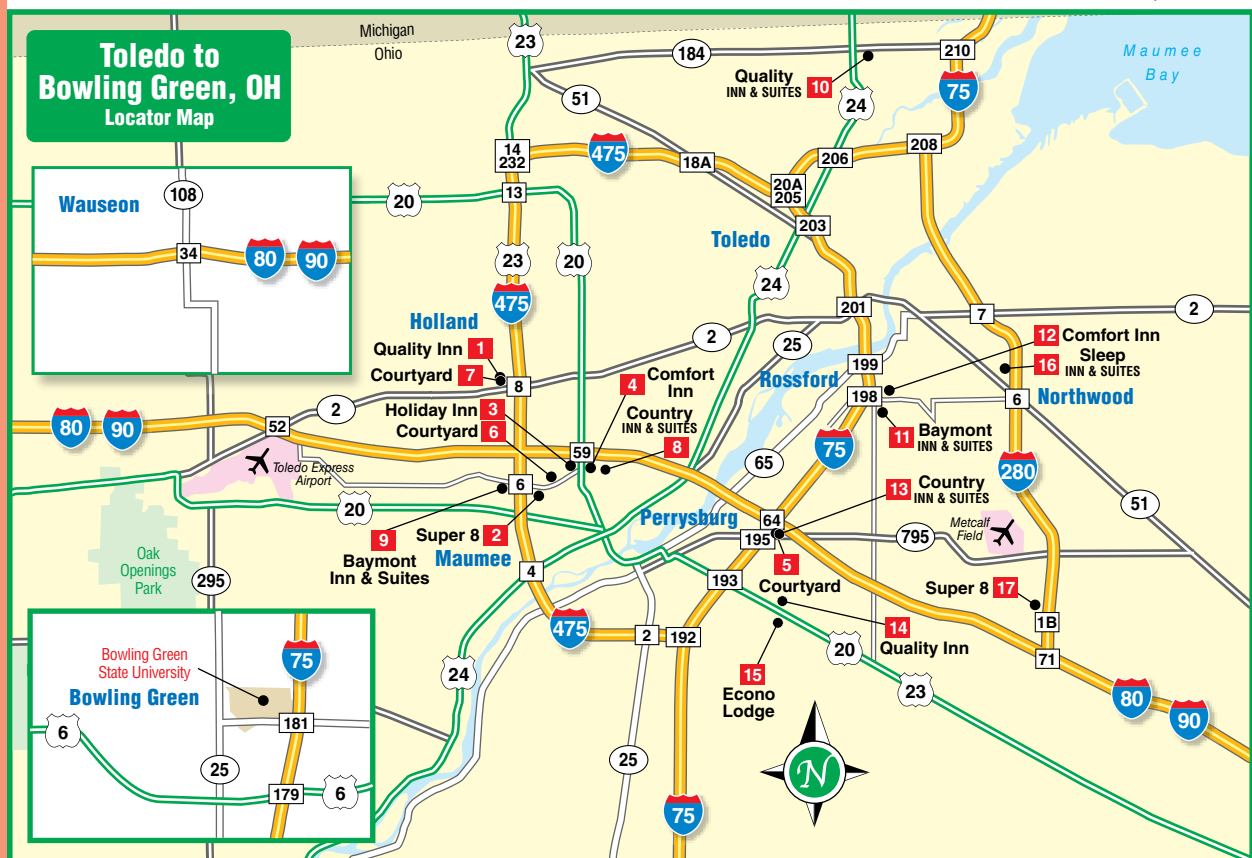 Toledo to
Bowling Green, OH
Locator Map
Michigan
Ohio
23
184
210
Maumee
Bay
Quality
INN & SUITES
10
75
51
24
14
232
475
18A
206
208
20A
205
Wauseon
108
20
13
203
34
80
90
23
20
Toledo
24
475
201
7
2
Holland
2
25
Quality Inn 1
Courtyard 7
8
199
12 Comfort Inn
Sleep
16 INN & SUITES
Rossford
4 Comfort
Inn
198
6
Northwood
2
Holiday Inn 3
Courtyard 6
Country
INN & SUITES
8
80
90
52
59
11 Baymont
INN & SUITES
75
Toledo Express
Airport
65
280
6
13 Country
INN & SUITES
20
51
Perrysburg
64
195
795
Metcalf
Field
Super 8 2
9
Baymont
Inn & Suites
Maumee
4
5
Courtyard
193
Oak
Openings
Park
295
Super 8 17
1B
475
2
192
14
Quality Inn
20
71
Bowling Green
State University
75
24
15
Econo
Lodge
23
80
90
Bowling Green
6
181
25
25
N
179
6
75